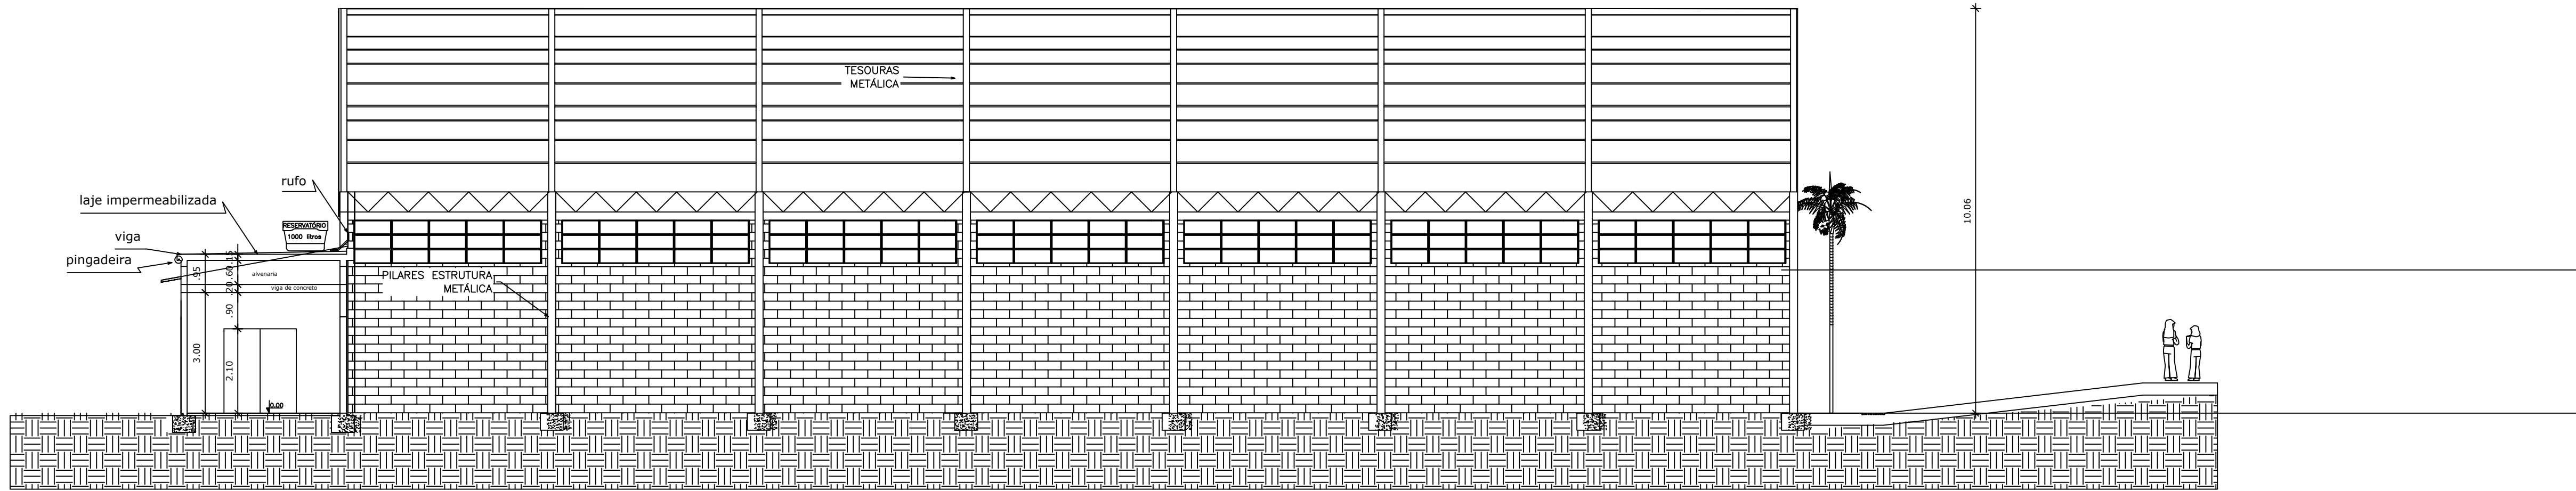 TESOURAS
METÁLICA
10.06
rufo
laje impermeabilizada
RESERVATÓRIO
1000 litros
viga
pingadeira
.15
.60
.95
.20
alvenaria
viga de concreto
PILARES ESTRUTURA
METÁLICA
.90
3.00
2.10
0.00